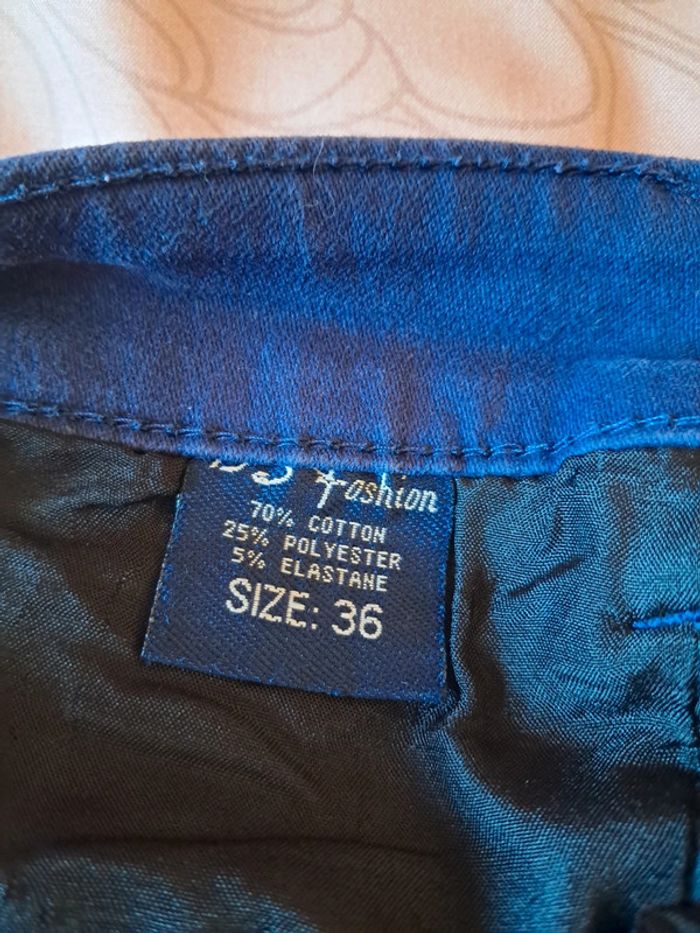 Fashion
70% COTTON
25% POLYESTER
5% ELASTANE
SIZE: 36